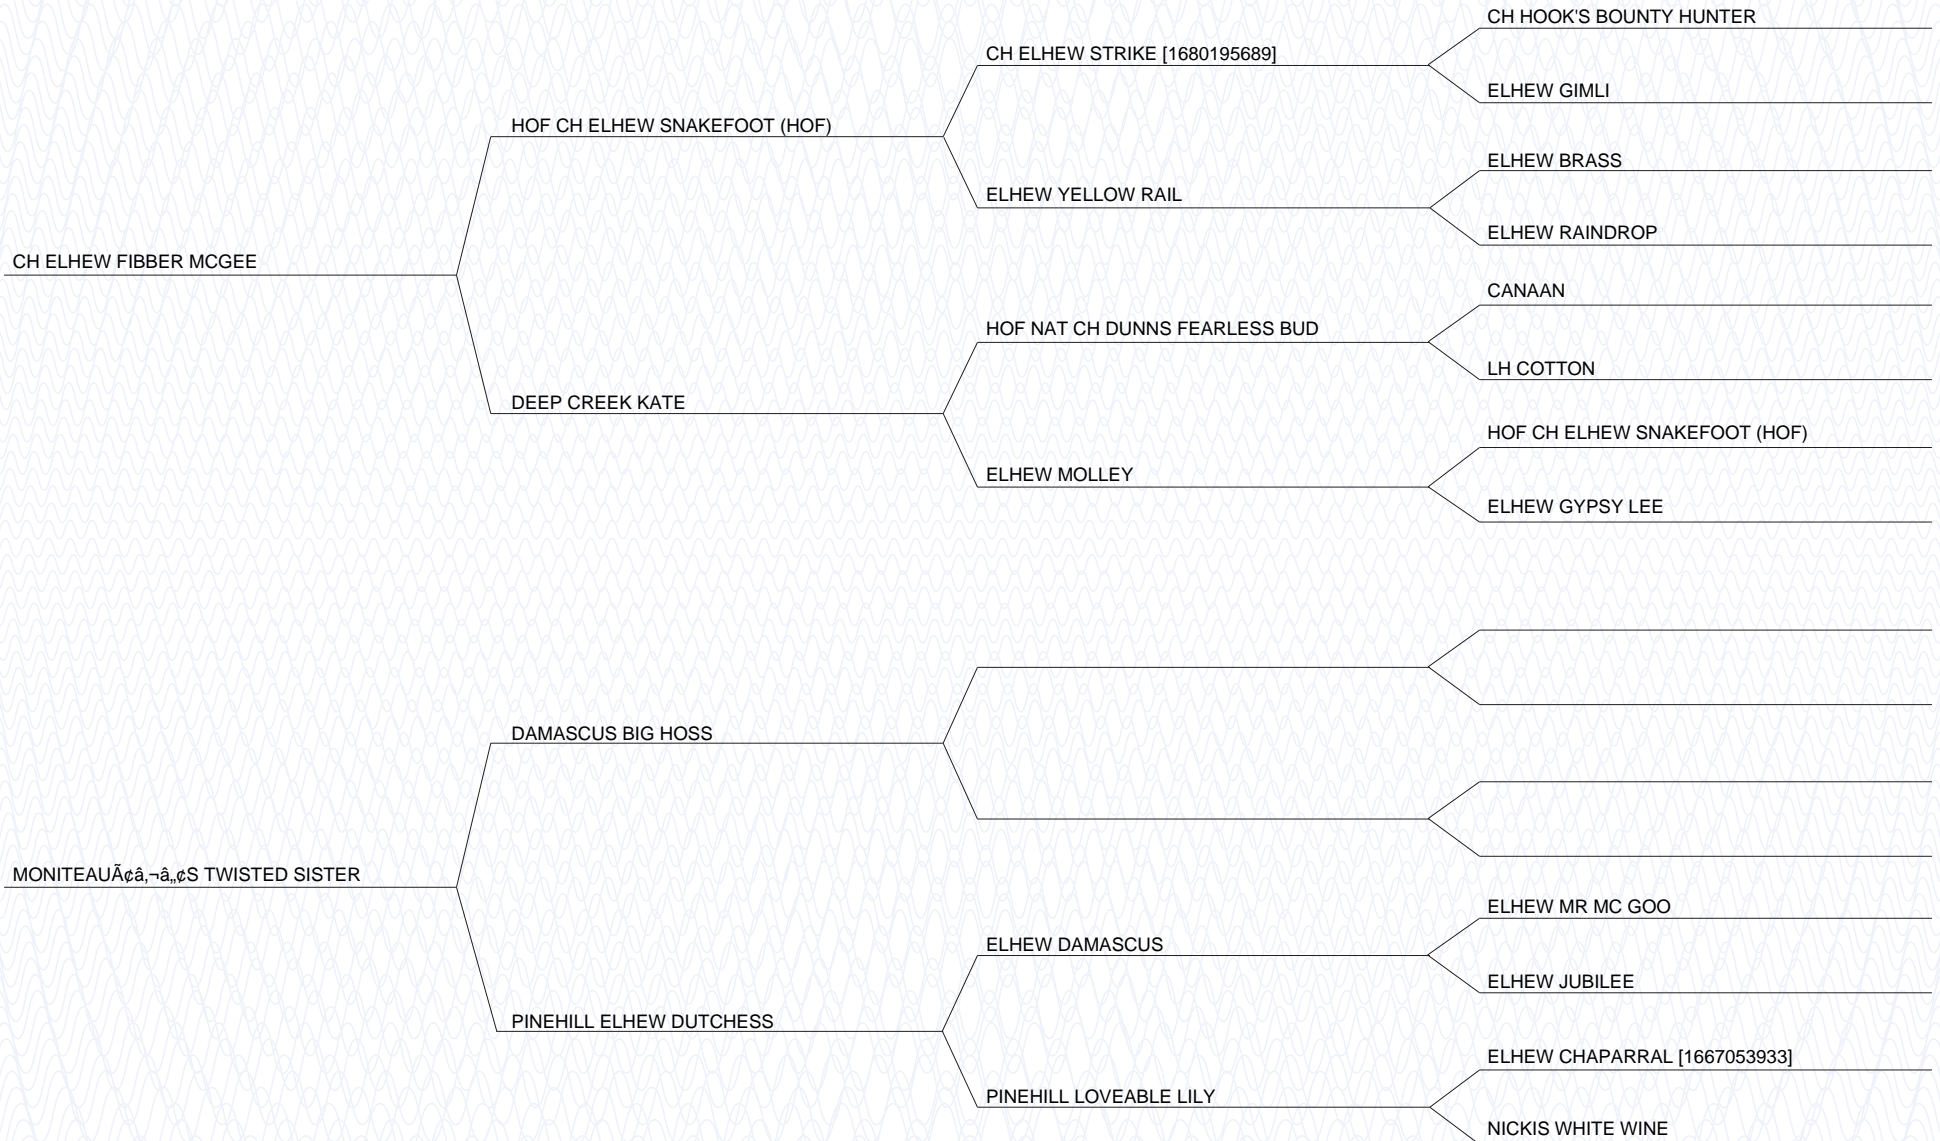 CH HOOK'S BOUNTY HUNTER
CH ELHEW STRIKE [1680195689]
ELHEW GIMLI
HOF CH ELHEW SNAKEFOOT (HOF)
ELHEW BRASS
ELHEW YELLOW RAIL
ELHEW RAINDROP
CH ELHEW FIBBER MCGEE
CANAAN
HOF NAT CH DUNNS FEARLESS BUD
LH COTTON
DEEP CREEK KATE
HOF CH ELHEW SNAKEFOOT (HOF)
ELHEW MOLLEY
ELHEW GYPSY LEE
DAMASCUS BIG HOSS
MONITEAUÃ¢â‚¬â„¢S TWISTED SISTER
ELHEW MR MC GOO
ELHEW DAMASCUS
ELHEW JUBILEE
PINEHILL ELHEW DUTCHESS
ELHEW CHAPARRAL [1667053933]
PINEHILL LOVEABLE LILY
NICKIS WHITE WINE